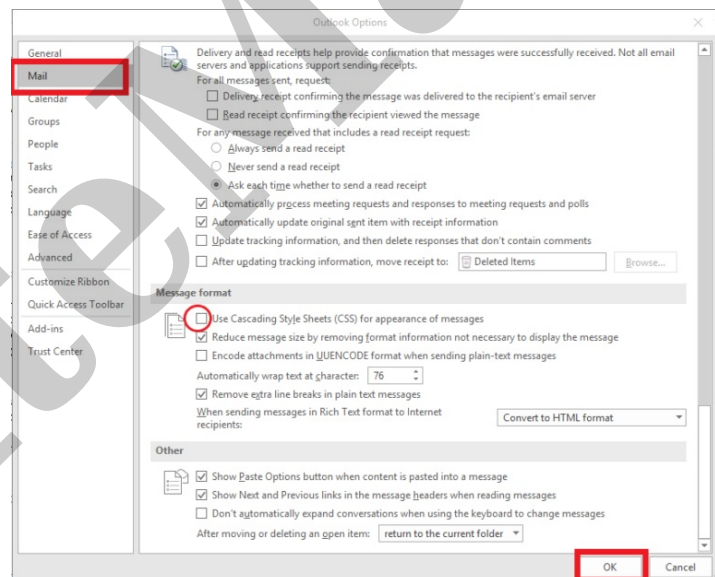 Outlook Options
General
Mail
Calendar
Groups
People
Tasks
Search
Language
Ease of Access
Advanced
Customize Ribbon
Quick Access Toolbar
Add-ins
Trust Center
Delivery and read receipts help provide confirmation that messages were successfully received. Not all email
servers and applications support sending receipts.
For all messages sent, request:
Delivery receipt confirming the message was delivered to the recipient's email server
Read receipt confirming the recipient viewed the message
For any message received that includes a read receipt request:
Always send a read receipt
Never send a read receipt
Ask each time whether to send a read receipt
Automatically process meeting requests and responses to meeting requests and polls
Automatically update original sent item with receipt information
Update tracking information, and then delete responses that don't contain comments
After updating tracking information, move receipt to: Deleted Items Browse...
Message format
Use Cascading Style Sheets (CSS) for appearance of messages
Reduce message size by removing format information not necessary to display the message
Encode attachments in UUENCODE format when sending plain-text messages
Automatically wrap text at character: 76
Remove extra line breaks in plain text messages
When sending messages in Rich Text format to Internet
recipients: Convert to HTML format
Other
Show Paste Options button when content is pasted into a message
Show Next and Previous links in the message headers when reading messages
Don't automatically expand conversations when using the keyboard to change messages
After moving or deleting an open item: return to the current folder
OK Cancel